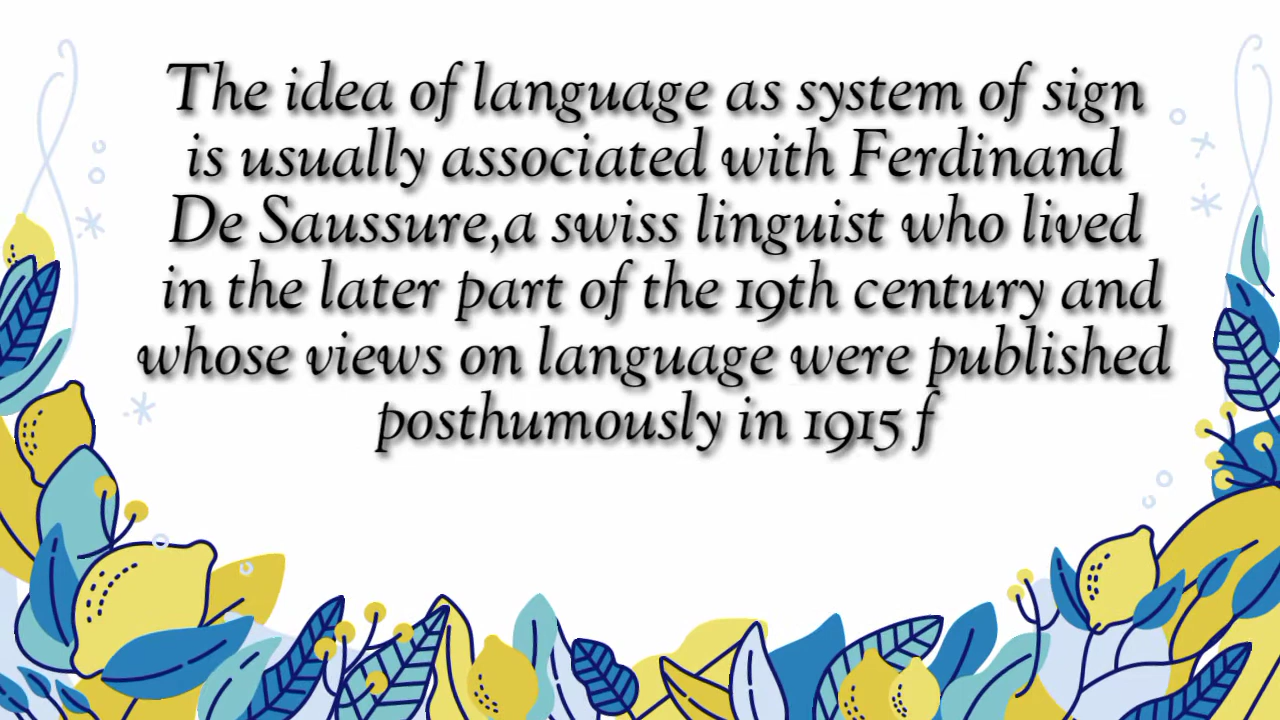 The idea of language as system of sign
is usually associated with Ferdinand
De Saussure,a swiss linguist who lived
in the later part of the 19th century and
whose views on language were published
posthumously in 1915 f